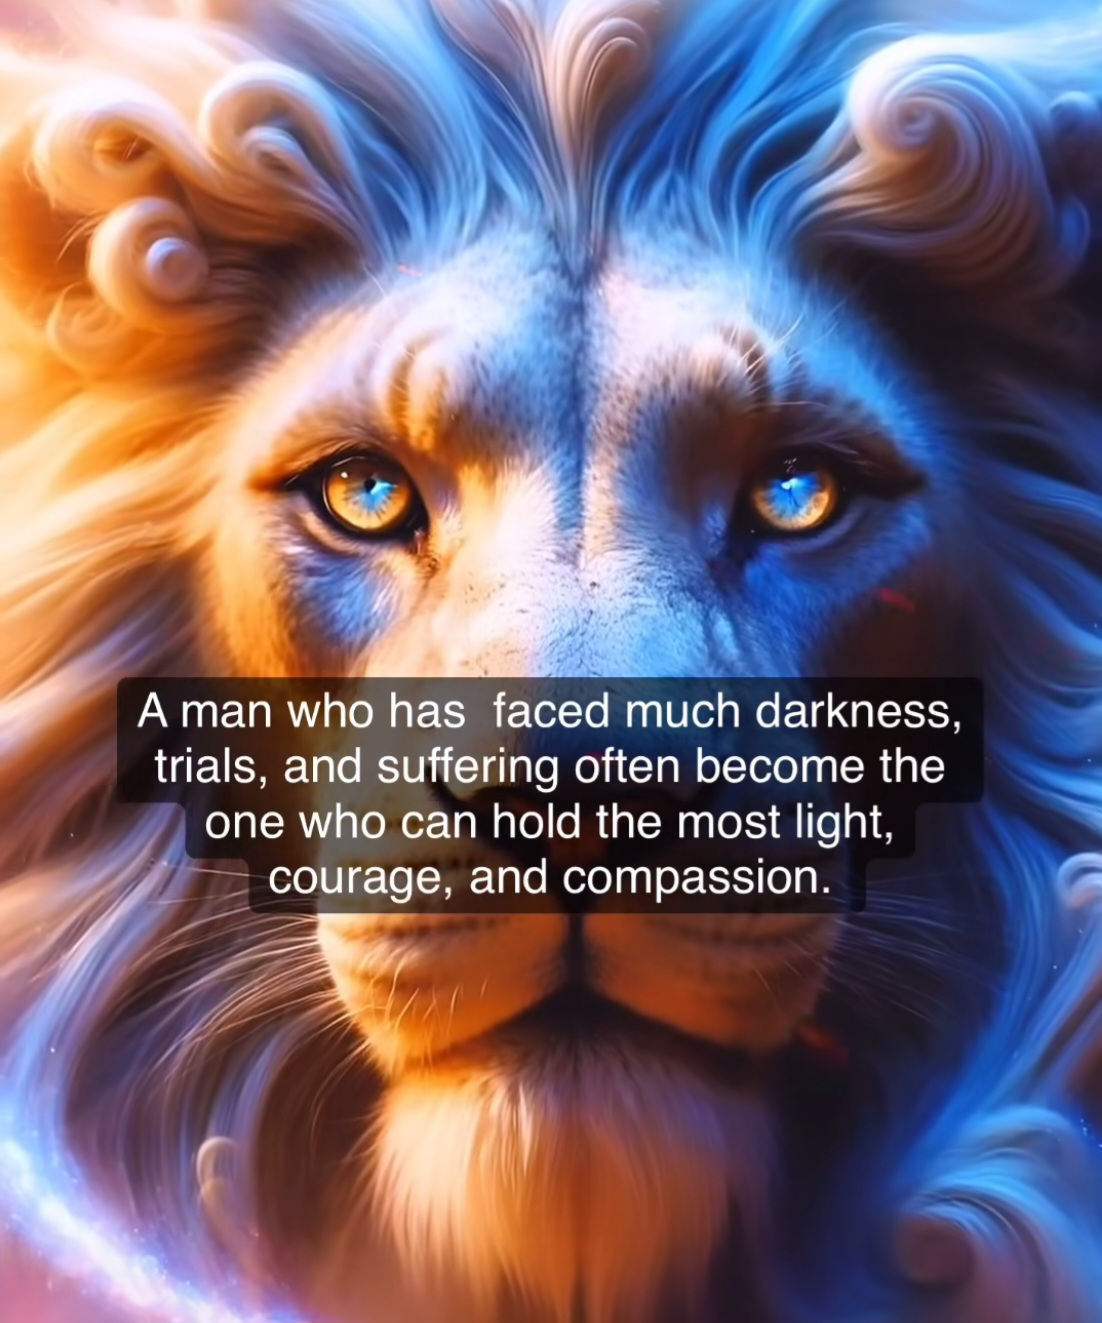 A man who has  faced much darkness,
trials, and suffering often become the
one who can hold the most light,
courage, and compassion.